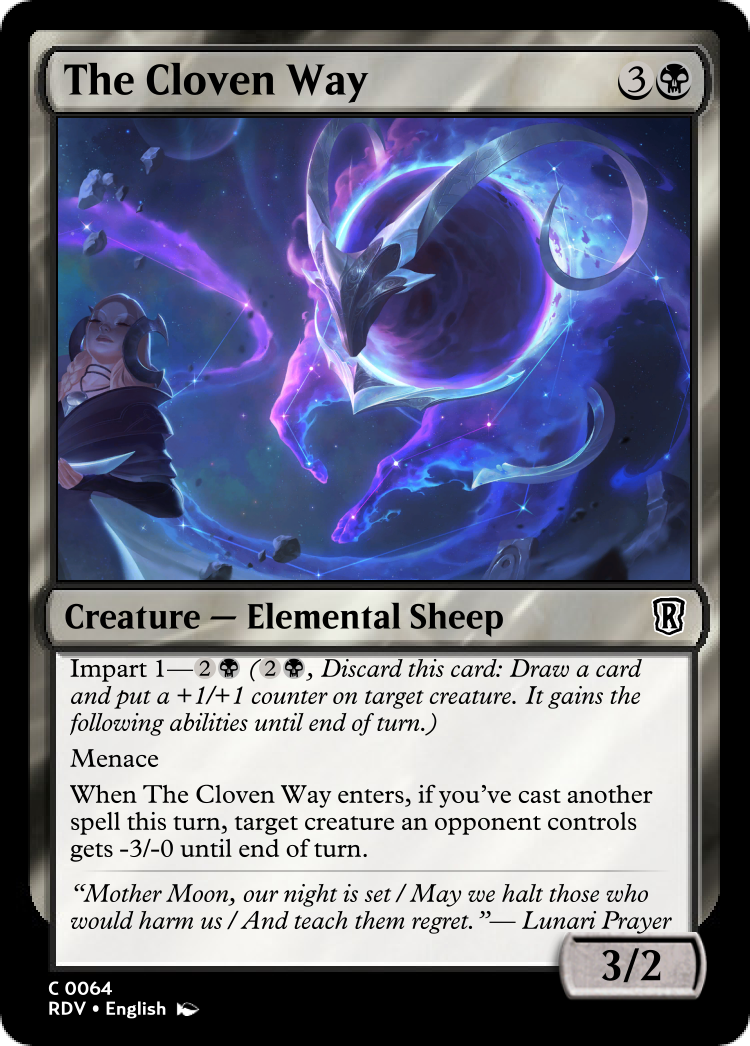 The Cloven Way
3
Creature — Elemental Sheep
R
Impart 1—2 (2, Discard this card: Draw a card
and put a +1/+1 counter on target creature. It gains the
following abilities until end of turn.)
Menace
When The Cloven Way enters, if you’ve cast another
spell this turn, target creature an opponent controls
gets -3/-0 until end of turn.
“Mother Moon, our night is set / May we halt those who
would harm us / And teach them regret.”— Lunari Prayer
3/2
C 0064
RDV • English